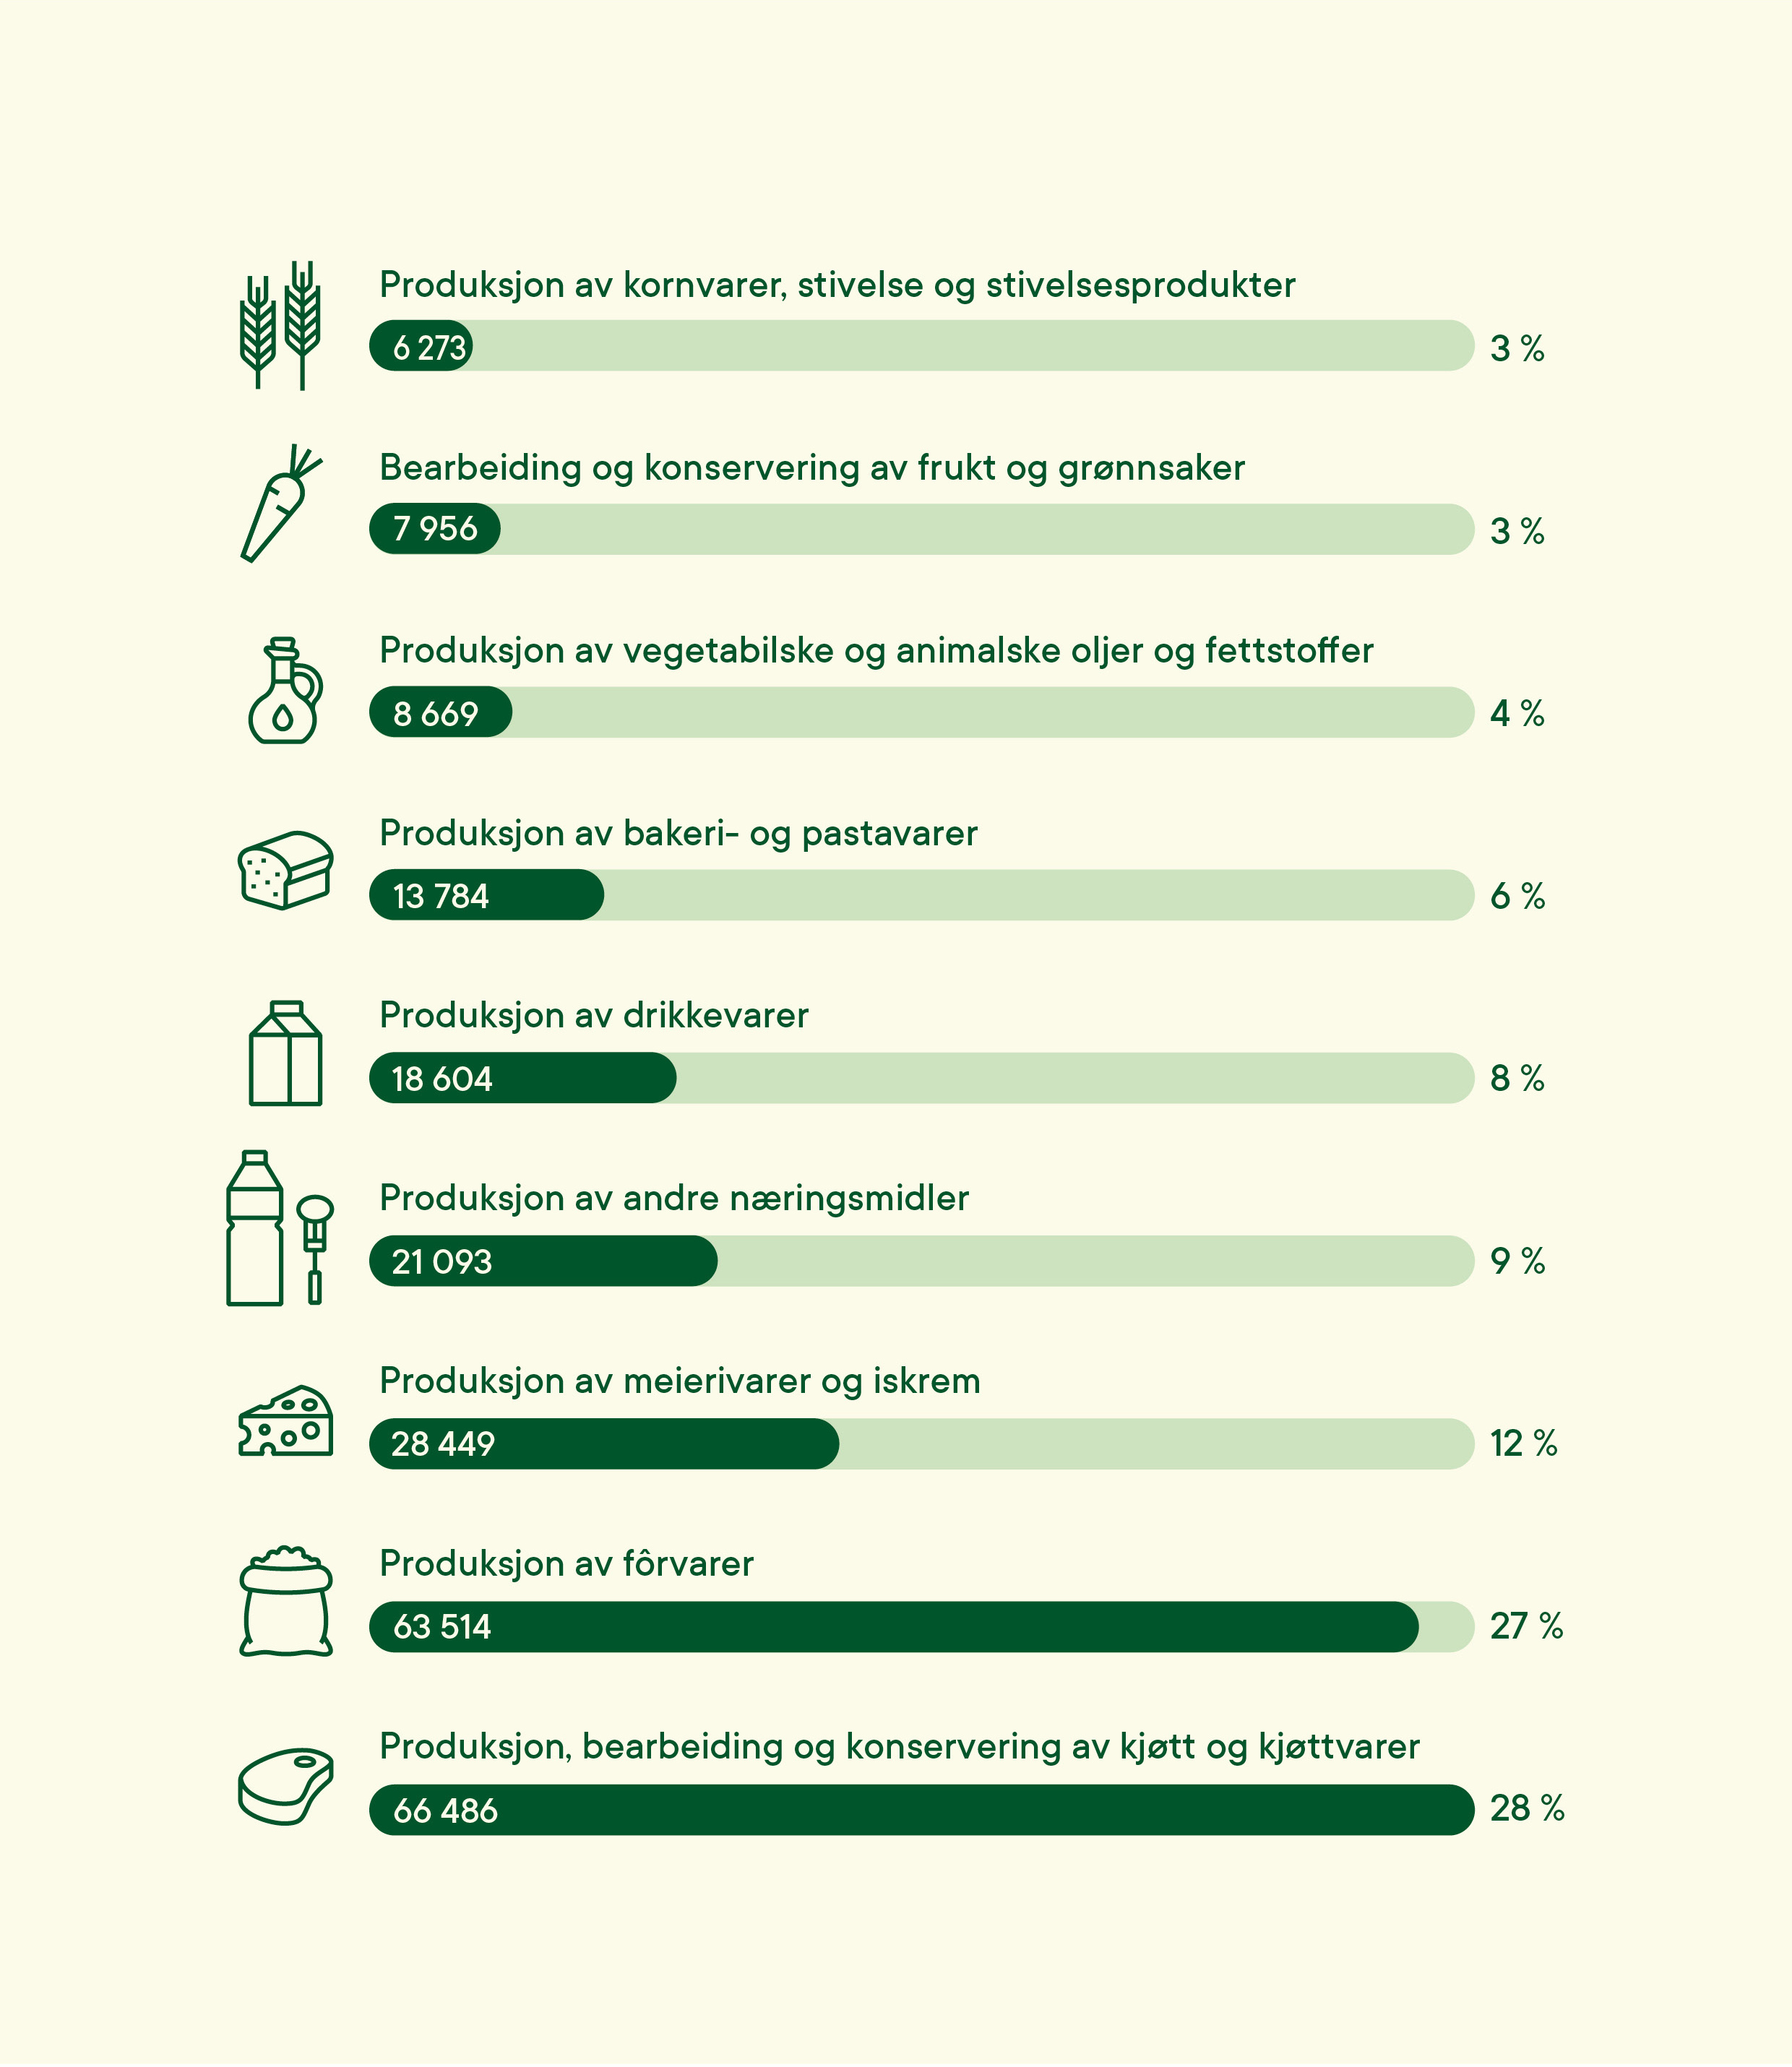 Produksjon av kornvarer, stivelse og stivelsesprodukter
6 273 3 %
Bearbeiding og konservering av frukt og grønnsaker
7 956 3 %
Produksjon av vegetabilske og animalske oljer og fettstoffer
8 669 4 %
Produksjon av bakeri- og pastavarer
13 784 6 %
Produksjon av drikkevarer
18 604 8 %
Produksjon av andre næringsmidler
21 093 9 %
Produksjon av meierivarer og iskrem
28 449 12 %
Produksjon av fôrvarer
63 514 27 %
Produksjon, bearbeiding og konservering av kjøtt og kjøttvarer
66 486 28 %